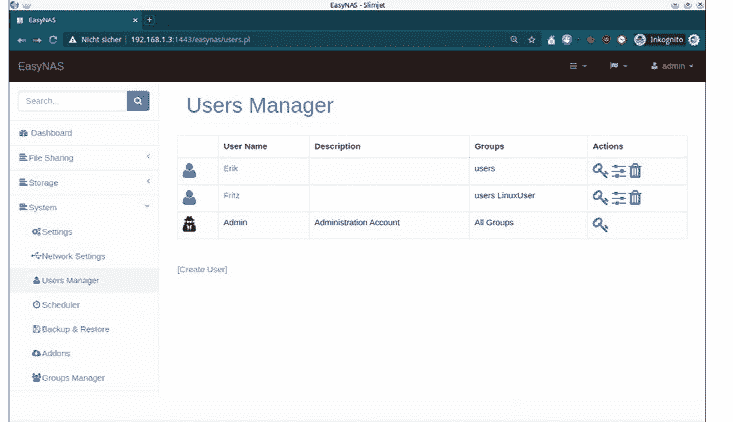 EasyNAS - Slimjet
EasyNAS
Nicht sicher 192.168.1.3:1443/easynas/users.pl
Inkognito
EasyNAS
admin
Search...
Dashboard
File Sharing
Storage
System
Settings
Network Settings
Users Manager
Scheduler
Backup & Restore
Addons
Groups Manager
Users Manager
User Name Description Groups Actions
Erik users
Fritz users LinuxUser
Admin Administration Account All Groups
[Create User]